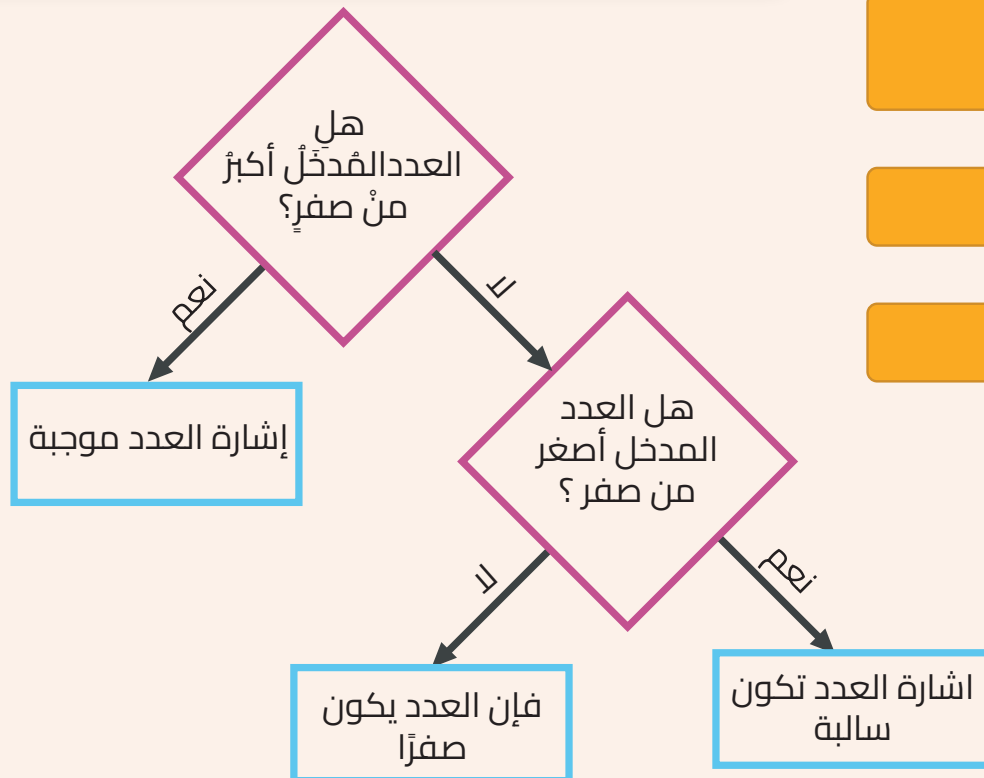 هلِ
العددالمُدخَلُ أكبرُ
منْ صفرٍ؟
نعم
لا
إشارة العدد موجبة
هل العدد
المدخل أصغر
من صفر ؟
لا
نعم
فإن العدد يكون
صفرًا
اشارة العدد تكون
سالبة